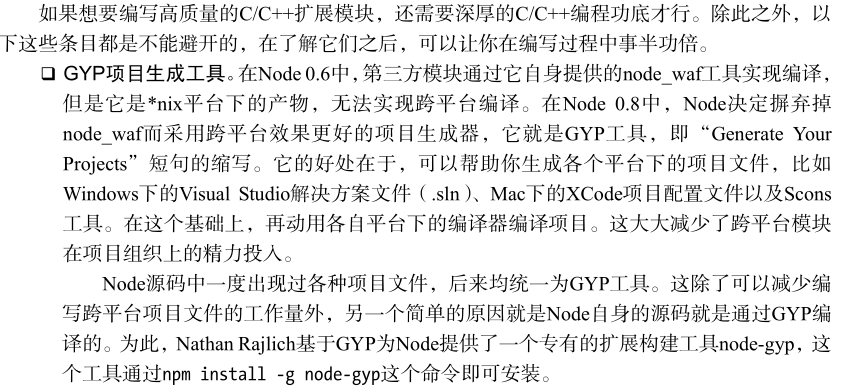 如果想要编写高质量的C/C++扩展模块，还需要深厚的C/C++编程功底才行。除此之外，以
下这些条目都是不能避开的，在了解它们之后，可以让你在编写过程中事半功倍。
❑ GYP项目生成工具。在Node 0.6中，第三方模块通过它自身提供的node_waf工具实现编译，
但是它是*nix平台下的产物，无法实现跨平台编译。在Node 0.8中，Node决定摒弃掉
node_waf而采用跨平台效果更好的项目生成器，它就是GYP工具，即“Generate Your
Projects”短句的缩写。它的好处在于，可以帮助你生成各个平台下的项目文件，比如
Windows下的Visual Studio解决方案文件（.sln）、Mac下的XCode项目配置文件以及Scons
工具。在这个基础上，再动用各自平台下的编译器编译项目。这大大减少了跨平台模块
在项目组织上的精力投入。
Node源码中一度出现过各种项目文件，后来均统一为GYP工具。这除了可以减少编
写跨平台项目文件的工作量外，另一个简单的原因就是Node自身的源码就是通过GYP编
译的。为此，Nathan Rajlich基于GYP为Node提供了一个专有的扩展构建工具node-gyp，这
个工具通过npm install -g node-gyp这个命令即可安装。